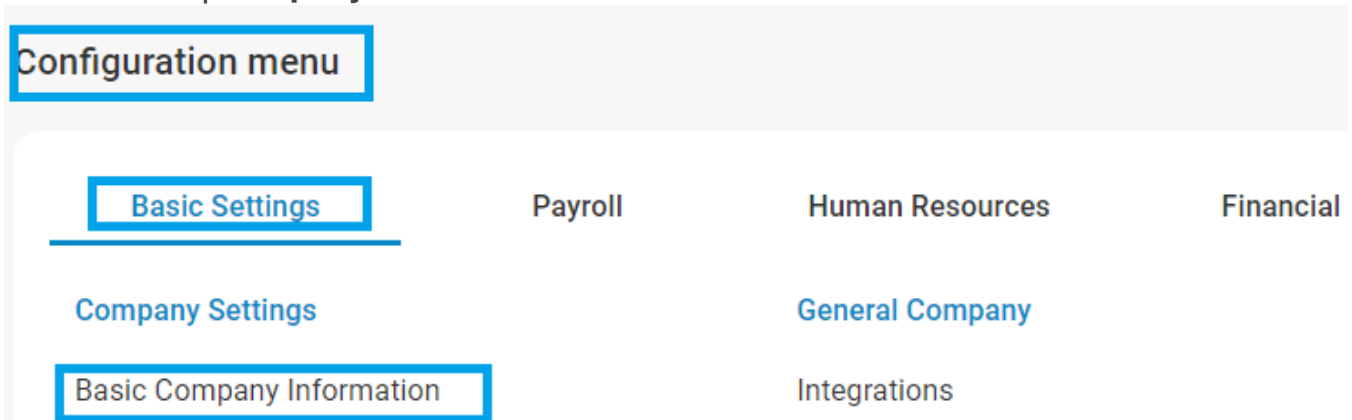 Configuration menu
Basic Settings Payroll Human Resources Financial
Company Settings General Company
Basic Company Information Integrations